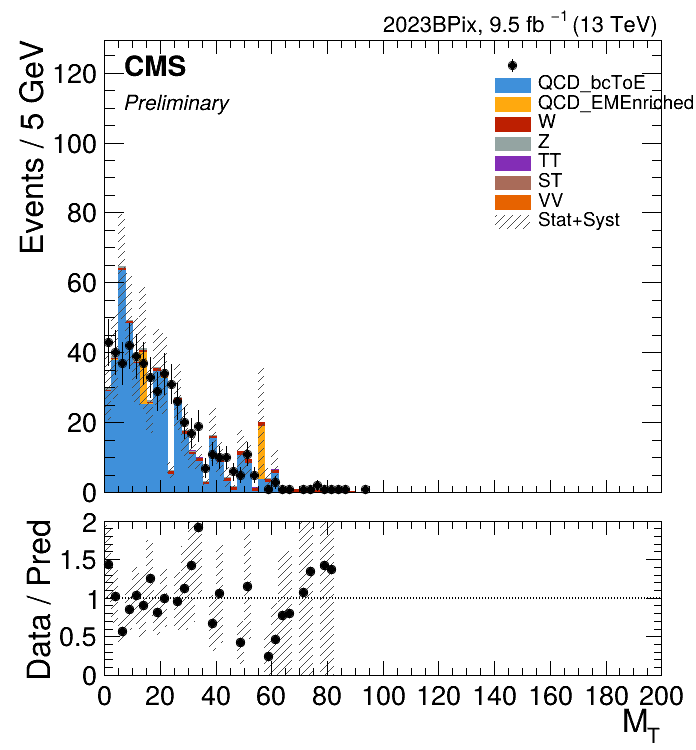 2023BPix, 9.5 fb⁻¹ (13 TeV)
Events / 5 GeV
CMS
Preliminary
QCD_bcToE
QCD_EMEnriched
W
Z
TT
ST
VV
Stat+Syst
120
100
80
60
40
20
0
Data / Pred
2
1.5
1
0.5
0
0 20 40 60 80 100 120 140 160 180 200
M_T